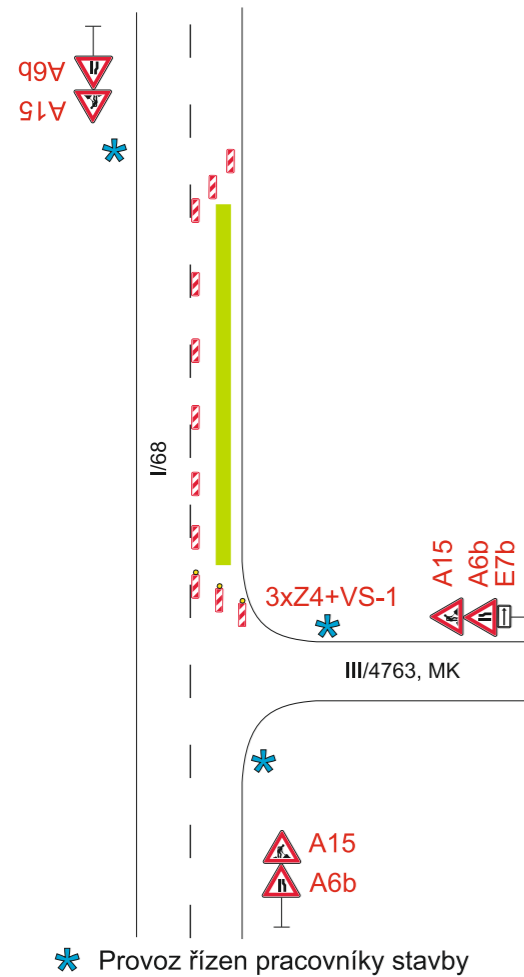 A6b
A15
I/68
3xZ4+VS-1
A15
A6b
E7b
III/4763, MK
A15
A6b
Provoz řízen pracovníky stavby